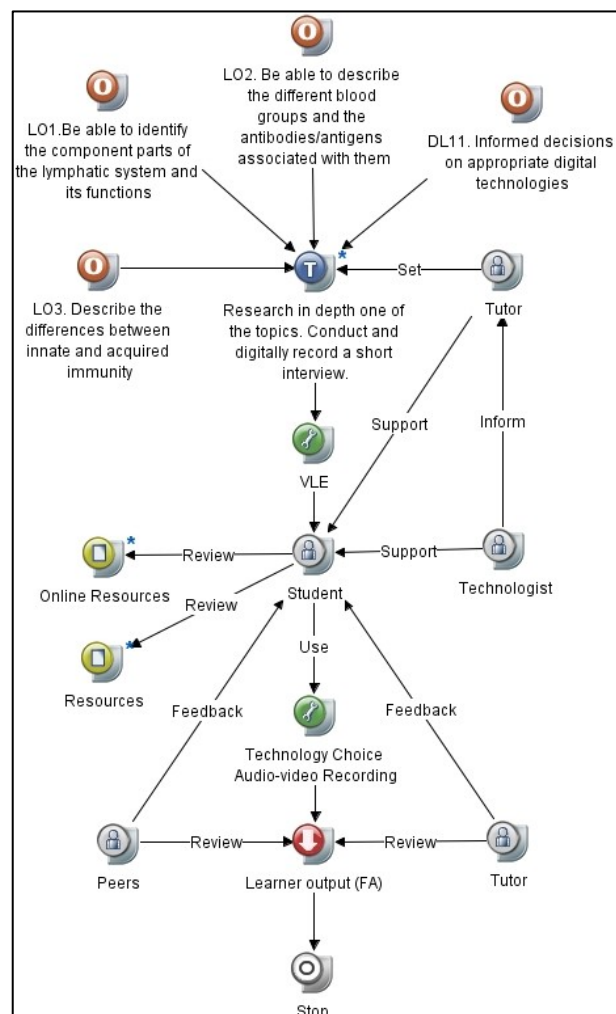 O
LO2. Be able to describe
the different blood
groups and the
antibodies/antigens
associated with them
O
LO1.Be able to identify
the component parts of
the lymphatic system and
its functions
O
DL11. Informed decisions
on appropriate digital
technologies
O
LO3. Describe the
differences between
innate and acquired
immunity
T
*
Research in depth one of
the topics. Conduct and
digitally record a short
interview.
Set
Tutor
Support
Inform
VLE
Student
Support
Technologist
Review
*
Online Resources
Review
*
Resources
Use
Feedback
Feedback
Technology Choice
Audio-video Recording
Peers
Review
Learner output (FA)
Review
Tutor
Stop